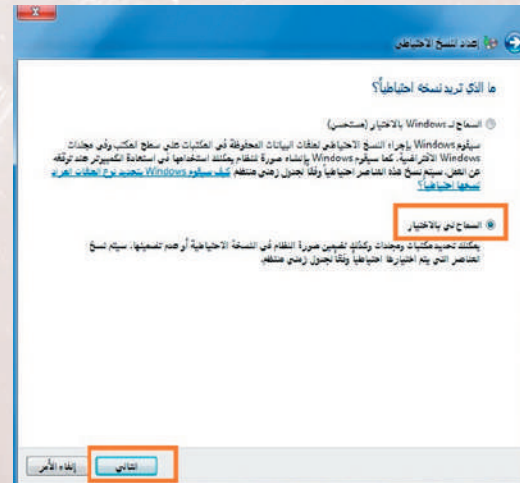 إعداد النسخ الاحتياطي
ما الذي تريد نسخه احتياطياً؟
السماح لـ Windows بالاختيار (مستحسن)
سيقوم Windows بإجراء النسخ الاحتياطي لملفات البيانات المحفوظة في المكتبات على سطح المكتب وفي مجلدات
Windows الافتراضية. كما سيقوم Windows بإنشاء صورة للنظام يمكنك استخدامها في استعادة الكمبيوتر عند توقفه
عن العمل. سيتم نسخ هذه العناصر احتياطياً وفقًا لجدول زمني منتظم. كيف سيقوم Windows بتحديد نوع الملفات المراد
نسخها احتياطياً؟
السماح لي بالاختيار
يمكنك تحديد مكتبات ومجلدات وكذلك تضمين صورة النظام في النسخة الاحتياطية أو عدم تضمينها. سيتم نسخ
العناصر التي يتم اختيارها احتياطياً وفقًا لجدول زمني منتظم.
التالي
إلغاء الأمر